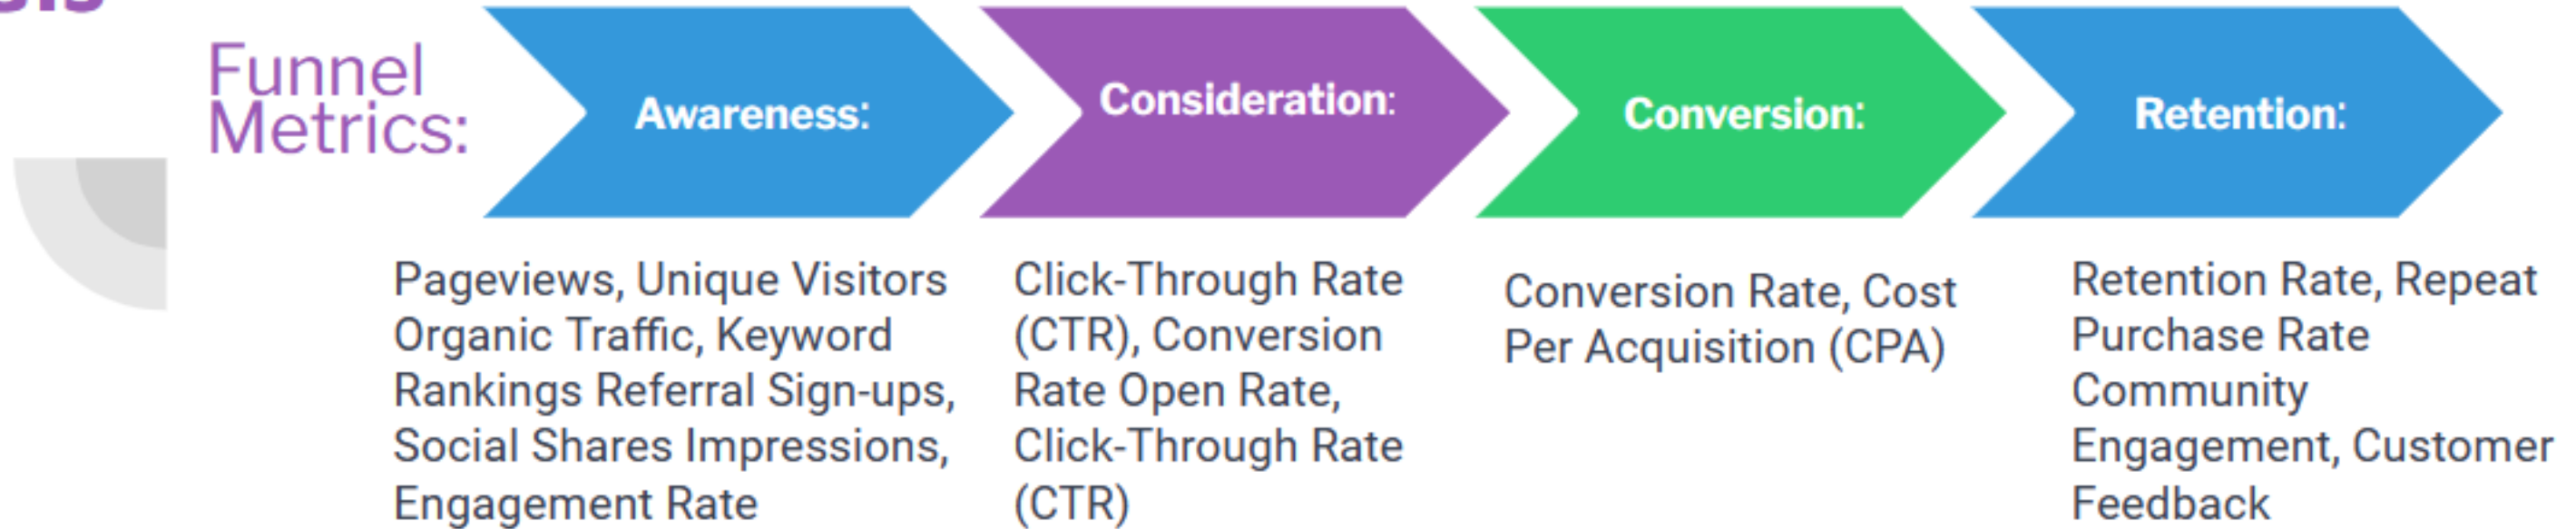 Funnel
Metrics:
Awareness:
Consideration:
Conversion:
Retention:
Pageviews, Unique Visitors
Organic Traffic, Keyword
Rankings Referral Sign-ups,
Social Shares Impressions,
Engagement Rate
Click-Through Rate
(CTR), Conversion
Rate Open Rate,
Click-Through Rate
(CTR)
Conversion Rate, Cost
Per Acquisition (CPA)
Retention Rate, Repeat
Purchase Rate
Community
Engagement, Customer
Feedback